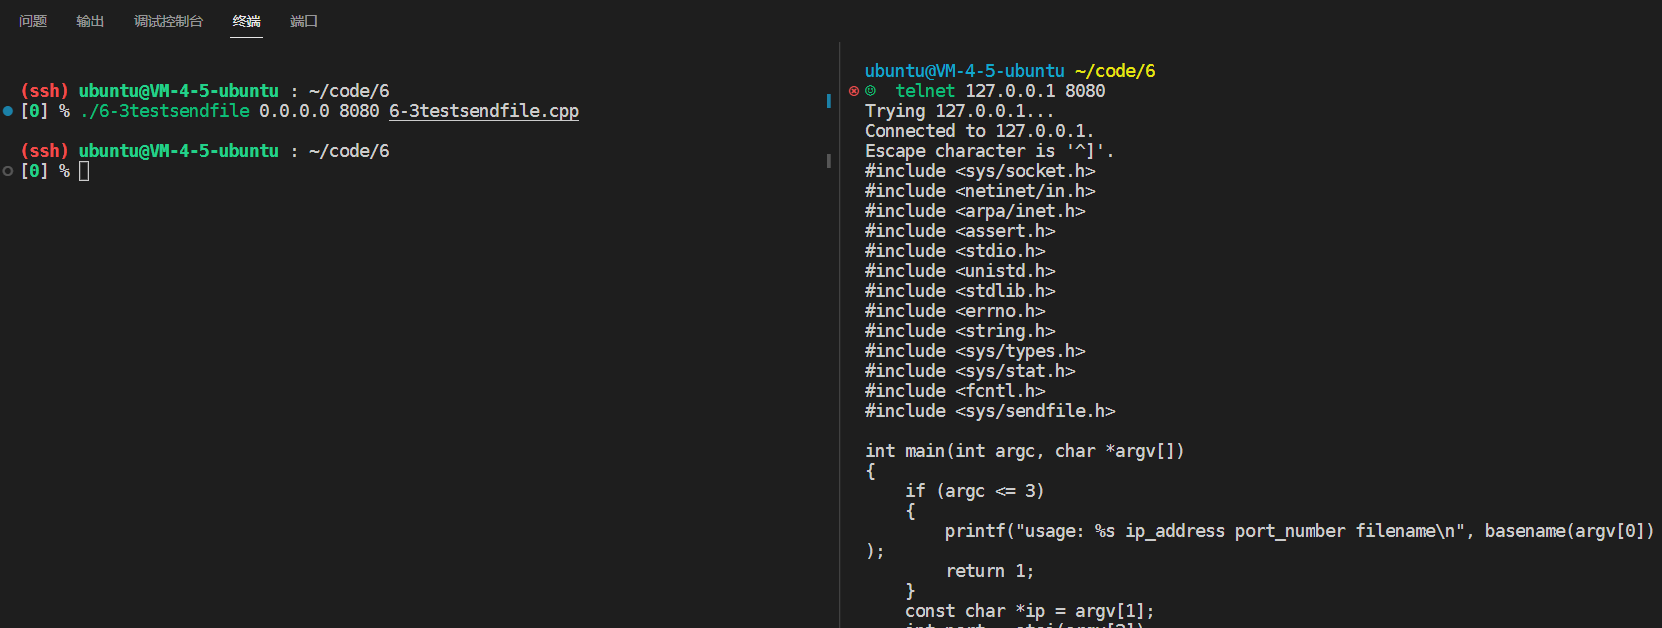 问题 输出 调试控制台 终端 端口
(ssh) ubuntu@VM-4-5-ubuntu : ~/code/6
[0] % ./6-3testsendfile 0.0.0.0 8080 6-3testsendfile.cpp
(ssh) ubuntu@VM-4-5-ubuntu : ~/code/6
[0] %
ubuntu@VM-4-5-ubuntu ~/code/6
telnet 127.0.0.1 8080
Trying 127.0.0.1...
Connected to 127.0.0.1.
Escape character is '^]'.
#include <sys/socket.h>
#include <netinet/in.h>
#include <arpa/inet.h>
#include <assert.h>
#include <stdio.h>
#include <unistd.h>
#include <stdlib.h>
#include <errno.h>
#include <string.h>
#include <sys/types.h>
#include <sys/stat.h>
#include <fcntl.h>
#include <sys/sendfile.h>
int main(int argc, char *argv[])
{
    if (argc <= 3)
    {
        printf("usage: %s ip_address port_number filename\n", basename(argv[0])
);
        return 1;
    }
    const char *ip = argv[1];